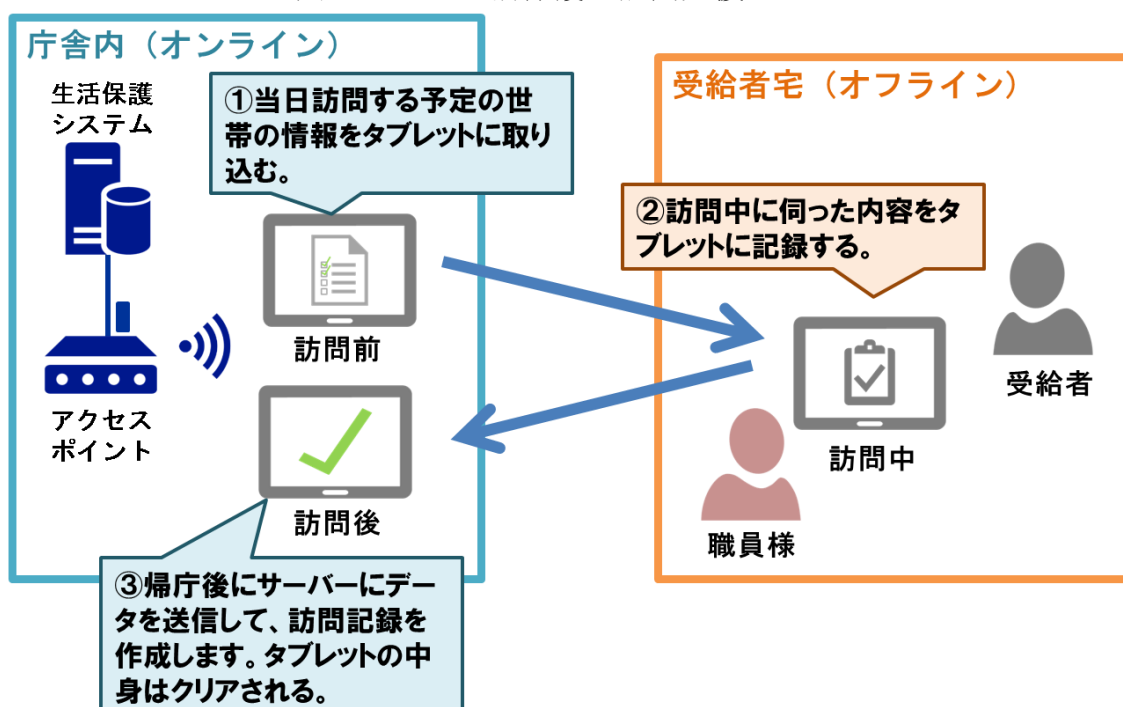 庁舎内（オンライン）
生活保護
システム
①当日訪問する予定の世
帯の情報をタブレットに取り
込む。
訪問前
アクセス
ポイント
訪問後
③帰庁後にサーバーにデー
タを送信して、訪問記録を
作成します。タブレットの中
身はクリアされる。
受給者宅（オフライン）
②訪問中に伺った内容をタ
ブレットに記録する。
受給者
訪問中
職員様